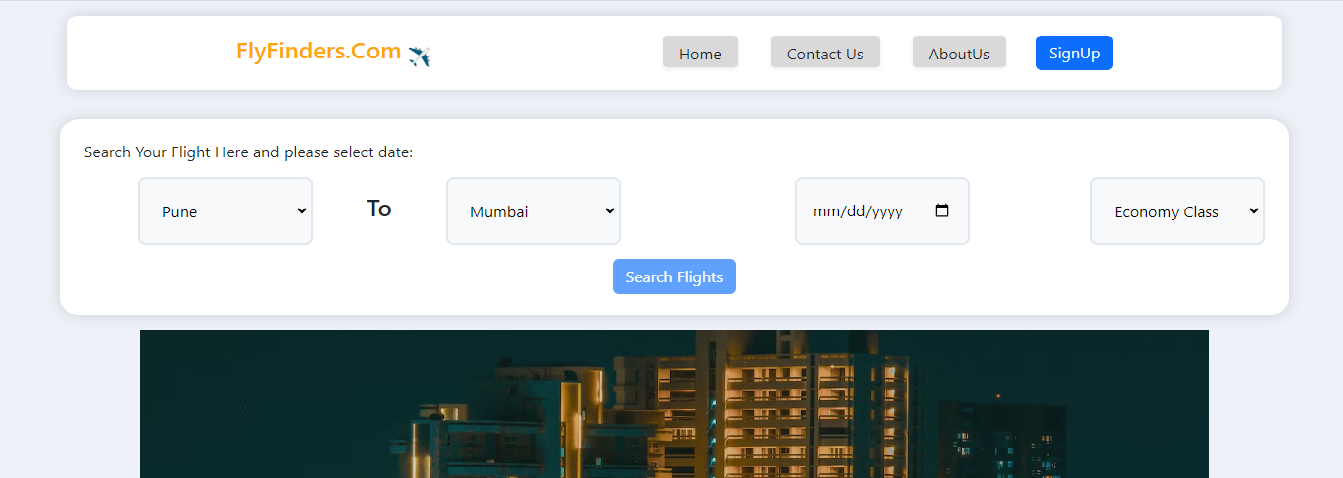 FlyFinders.Com
Home
Contact Us
AboutUs
SignUp
Search Your Flight Here and please select date:
Pune
To
Mumbai
mm/dd/yyyy
Economy Class
Search Flights